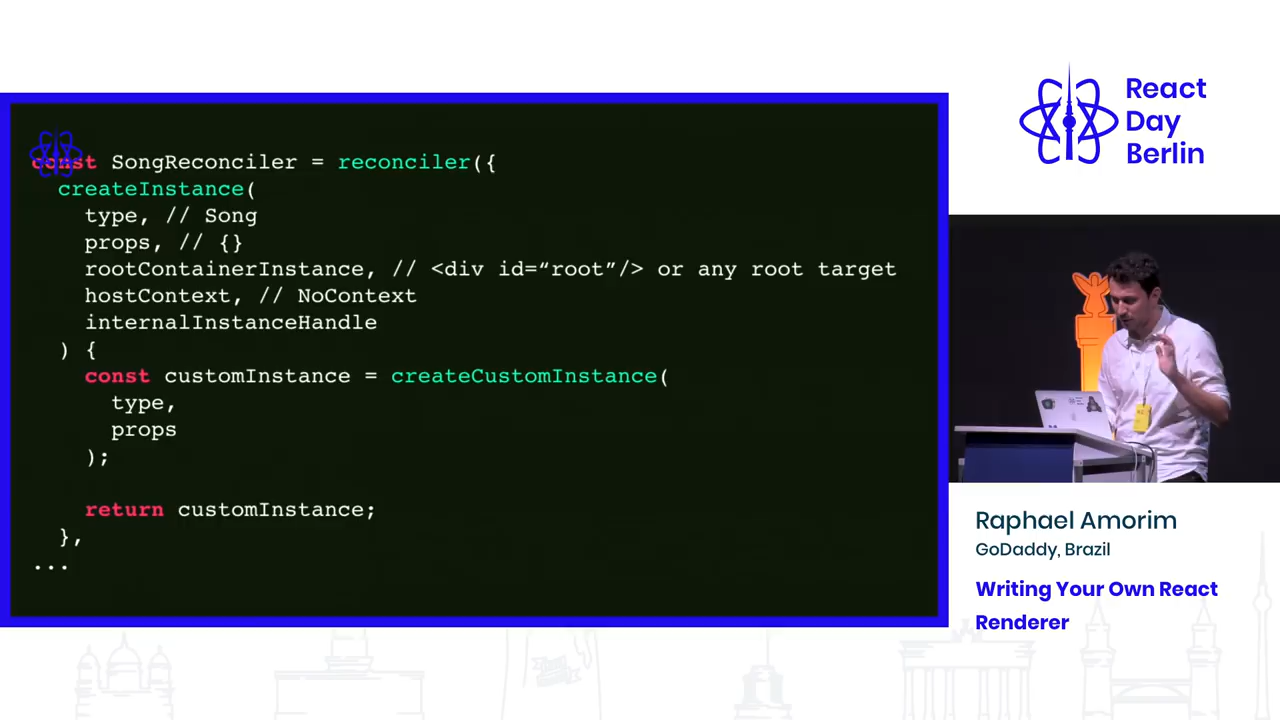 const SongReconciler = reconciler({
createInstance(
type, // Song
props, // {}
rootContainerInstance, // <div id=“root”/> or any root target
hostContext, // NoContext
internalInstanceHandle
) {
const customInstance = createCustomInstance(
type,
props
);
return customInstance;
},
...
React
Day
Berlin
Raphael Amorim
GoDaddy, Brazil
Writing Your Own React
Renderer